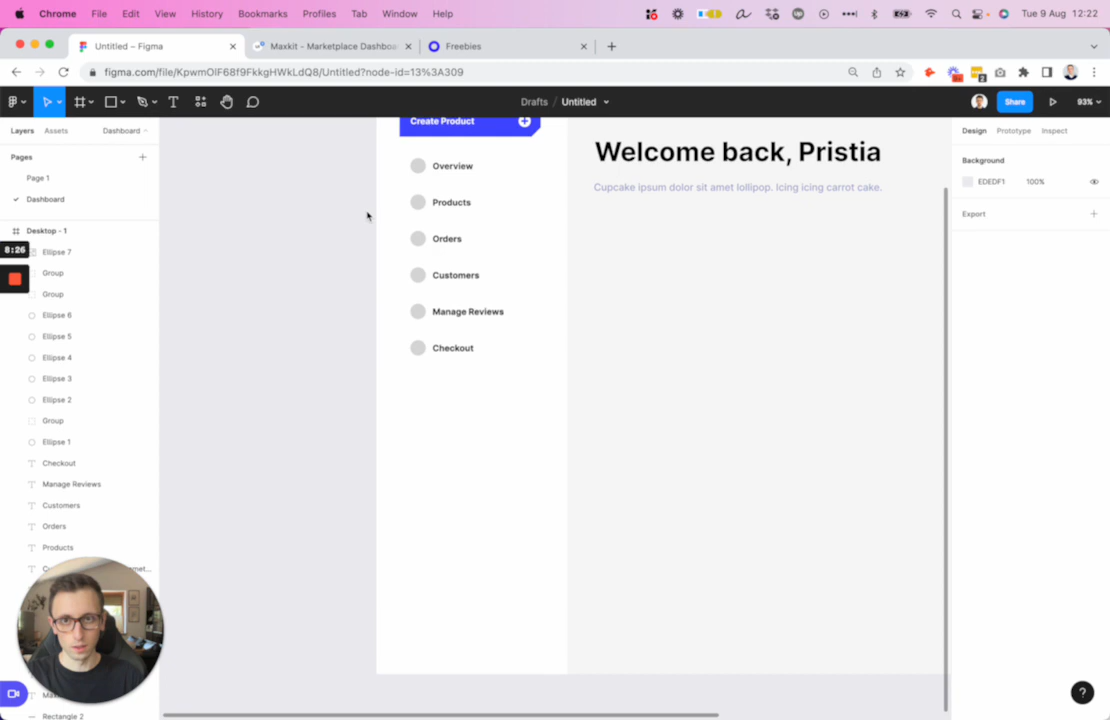 Chrome File Edit View History Bookmarks Profiles Tab Window Help Tue 9 Aug 12:22
Untitled – Figma Maxkit - Marketplace Dashboa Freebies
figma.com/file/KpwmOlF68f9FkkgHWkLdQ8/Untitled?node-id=13%3A309
Drafts Untitled Share 93%
Layers Assets Dashboard
Design Prototype Inspect
Pages
Background
Page 1
EDEDF1 100%
Dashboard
Export
Desktop - 1
8:26
Ellipse 7
Group
Group
Ellipse 6
Ellipse 5
Ellipse 4
Ellipse 3
Ellipse 2
Group
Ellipse 1
Checkout
Manage Reviews
Customers
Orders
Products
Rectangle 2
Create Product
Overview
Products
Orders
Customers
Manage Reviews
Checkout
Welcome back, Pristia
Cupcake ipsum dolor sit amet lollipop. Icing icing carrot cake.
?